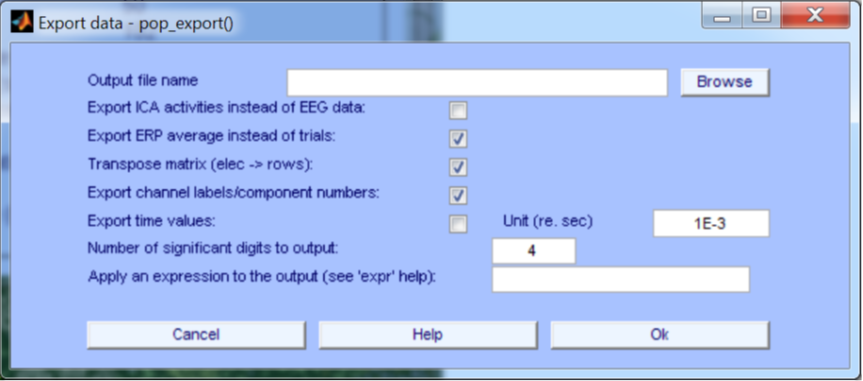 Export data - pop_export()
Output file name Browse
Export ICA activities instead of EEG data:
Export ERP average instead of trials:
Transpose matrix (elec -> rows):
Export channel labels/component numbers:
Export time values: Unit (re. sec) 1E-3
Number of significant digits to output: 4
Apply an expression to the output (see 'expr' help):
Cancel Help Ok